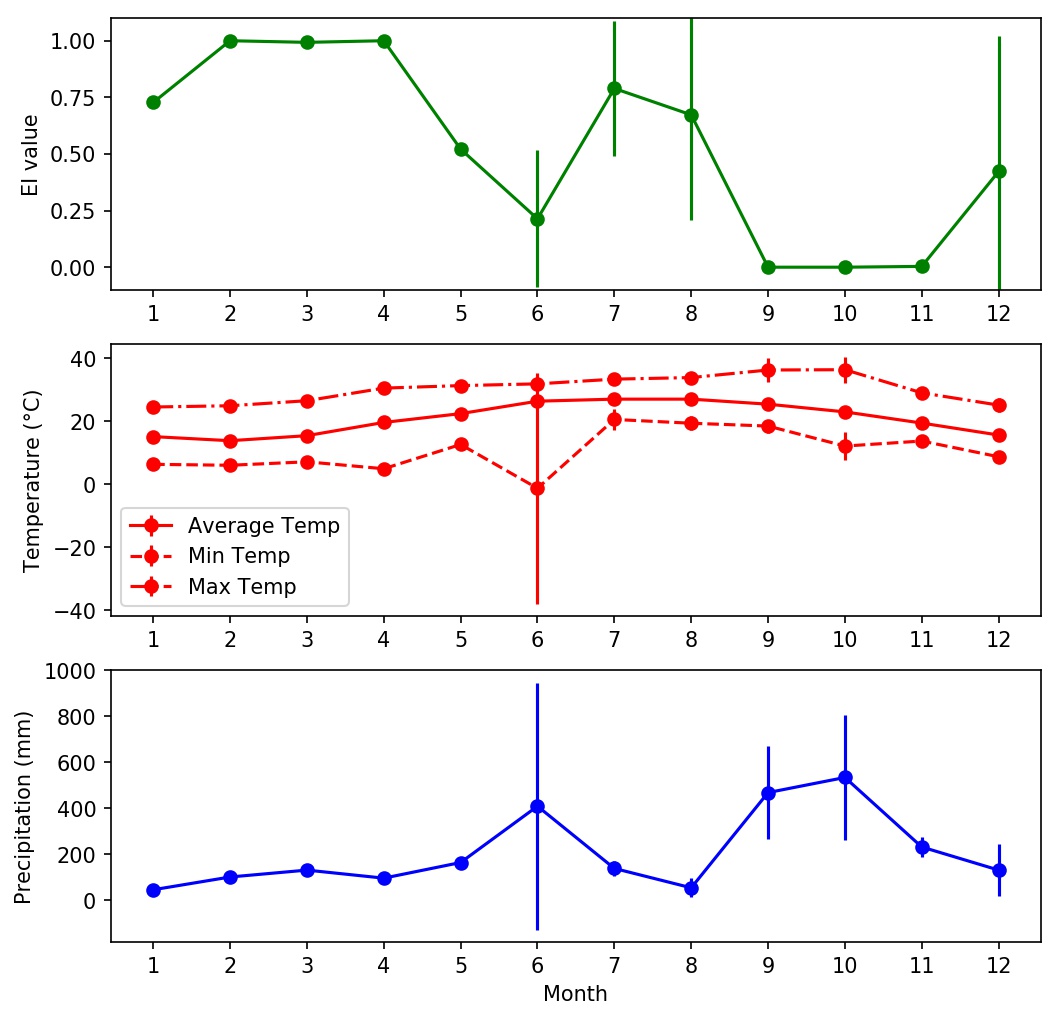 1.00
0.75
0.50
0.25
0.00
EI value
1 2 3 4 5 6 7 8 9 10 11 12
40
20
0
−20
−40
Temperature (°C)
Average Temp
Min Temp
Max Temp
1 2 3 4 5 6 7 8 9 10 11 12
1000
800
600
400
200
0
Precipitation (mm)
1 2 3 4 5 6 7 8 9 10 11 12
Month